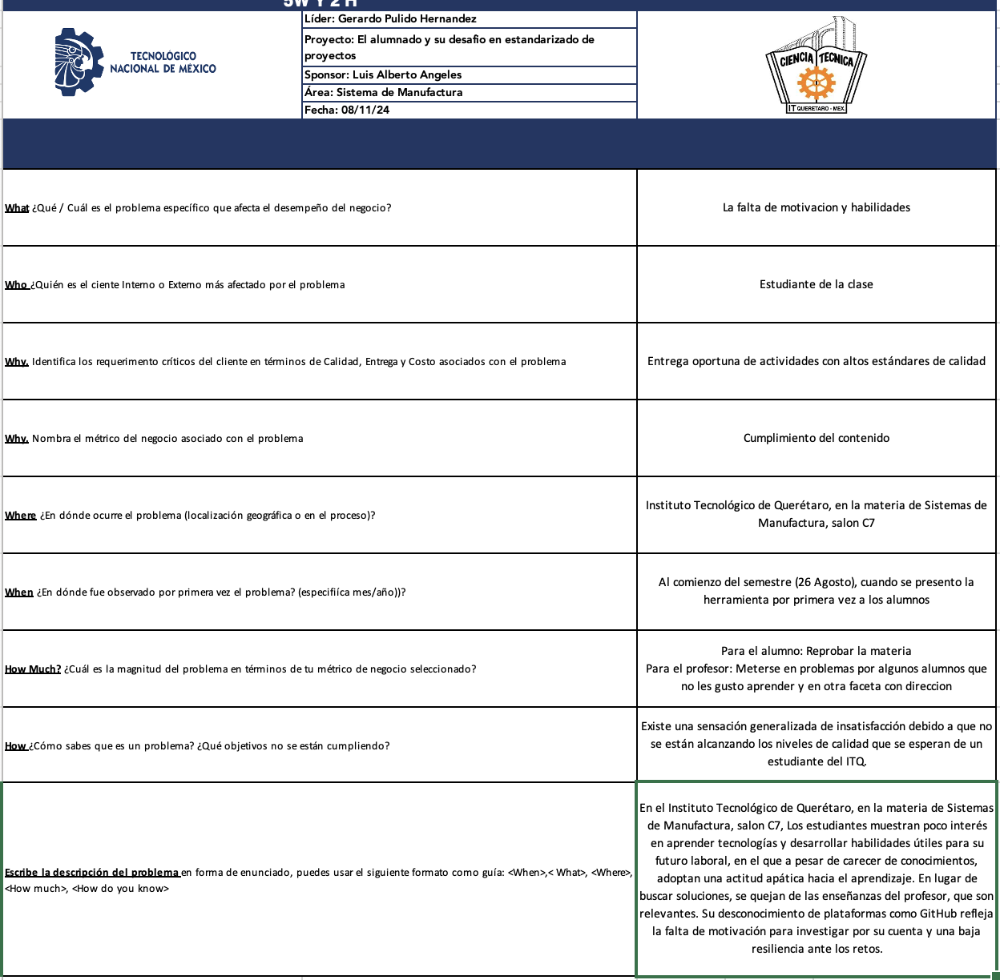 5W Y 2 H
TECNOLÓGICO
NACIONAL DE MÉXICO
Líder: Gerardo Pulido Hernandez
Proyecto: El alumnado y su desafio en estandarizado de
proyectos
Sponsor: Luis Alberto Angeles
Área: Sistema de Manufactura
Fecha: 08/11/24
CIENCIA TECNICA
IT QUERETARO - MEX.
What ¿Qué / Cuál es el problema específico que afecta el desempeño del negocio?
La falta de motivacion y habilidades
Who ¿Quién es el ciente Interno o Externo más afectado por el problema
Estudiante de la clase
Why. Identifica los requerimento críticos del cliente en términos de Calidad, Entrega y Costo asociados con el problema
Entrega oportuna de actividades con altos estándares de calidad
Why. Nombra el métrico del negocio asociado con el problema
Cumplimiento del contenido
Where ¿En dónde ocurre el problema (localización geográfica o en el proceso)?
Instituto Tecnológico de Querétaro, en la materia de Sistemas de
Manufactura, salon C7
When ¿En dónde fue observado por primera vez el problema? (especifiíca mes/año))?
Al comienzo del semestre (26 Agosto), cuando se presento la
herramienta por primera vez a los alumnos
How Much? ¿Cuál es la magnitud del problema en términos de tu métrico de negocio seleccionado?
Para el alumno: Reprobar la materia
Para el profesor: Meterse en problemas por algunos alumnos que
no les gusto aprender y en otra faceta con direccion
How ¿Cómo sabes que es un problema? ¿Qué objetivos no se están cumpliendo?
Existe una sensación generalizada de insatisfacción debido a que no
se están alcanzando los niveles de calidad que se esperan de un
estudiante del ITQ.
Escribe la descripción del problema en forma de enunciado, puedes usar el siguiente formato como guía: <When>,< What>, <Where>,
<How much>, <How do you know>
En el Instituto Tecnológico de Querétaro, en la materia de Sistemas
de Manufactura, salon C7, Los estudiantes muestran poco interés
en aprender tecnologías y desarrollar habilidades útiles para su
futuro laboral, en el que a pesar de carecer de conocimientos,
adoptan una actitud apática hacia el aprendizaje. En lugar de
buscar soluciones, se quejan de las enseñanzas del profesor, que son
relevantes. Su desconocimiento de plataformas como GitHub refleja
la falta de motivación para investigar por su cuenta y una baja
resiliencia ante los retos.